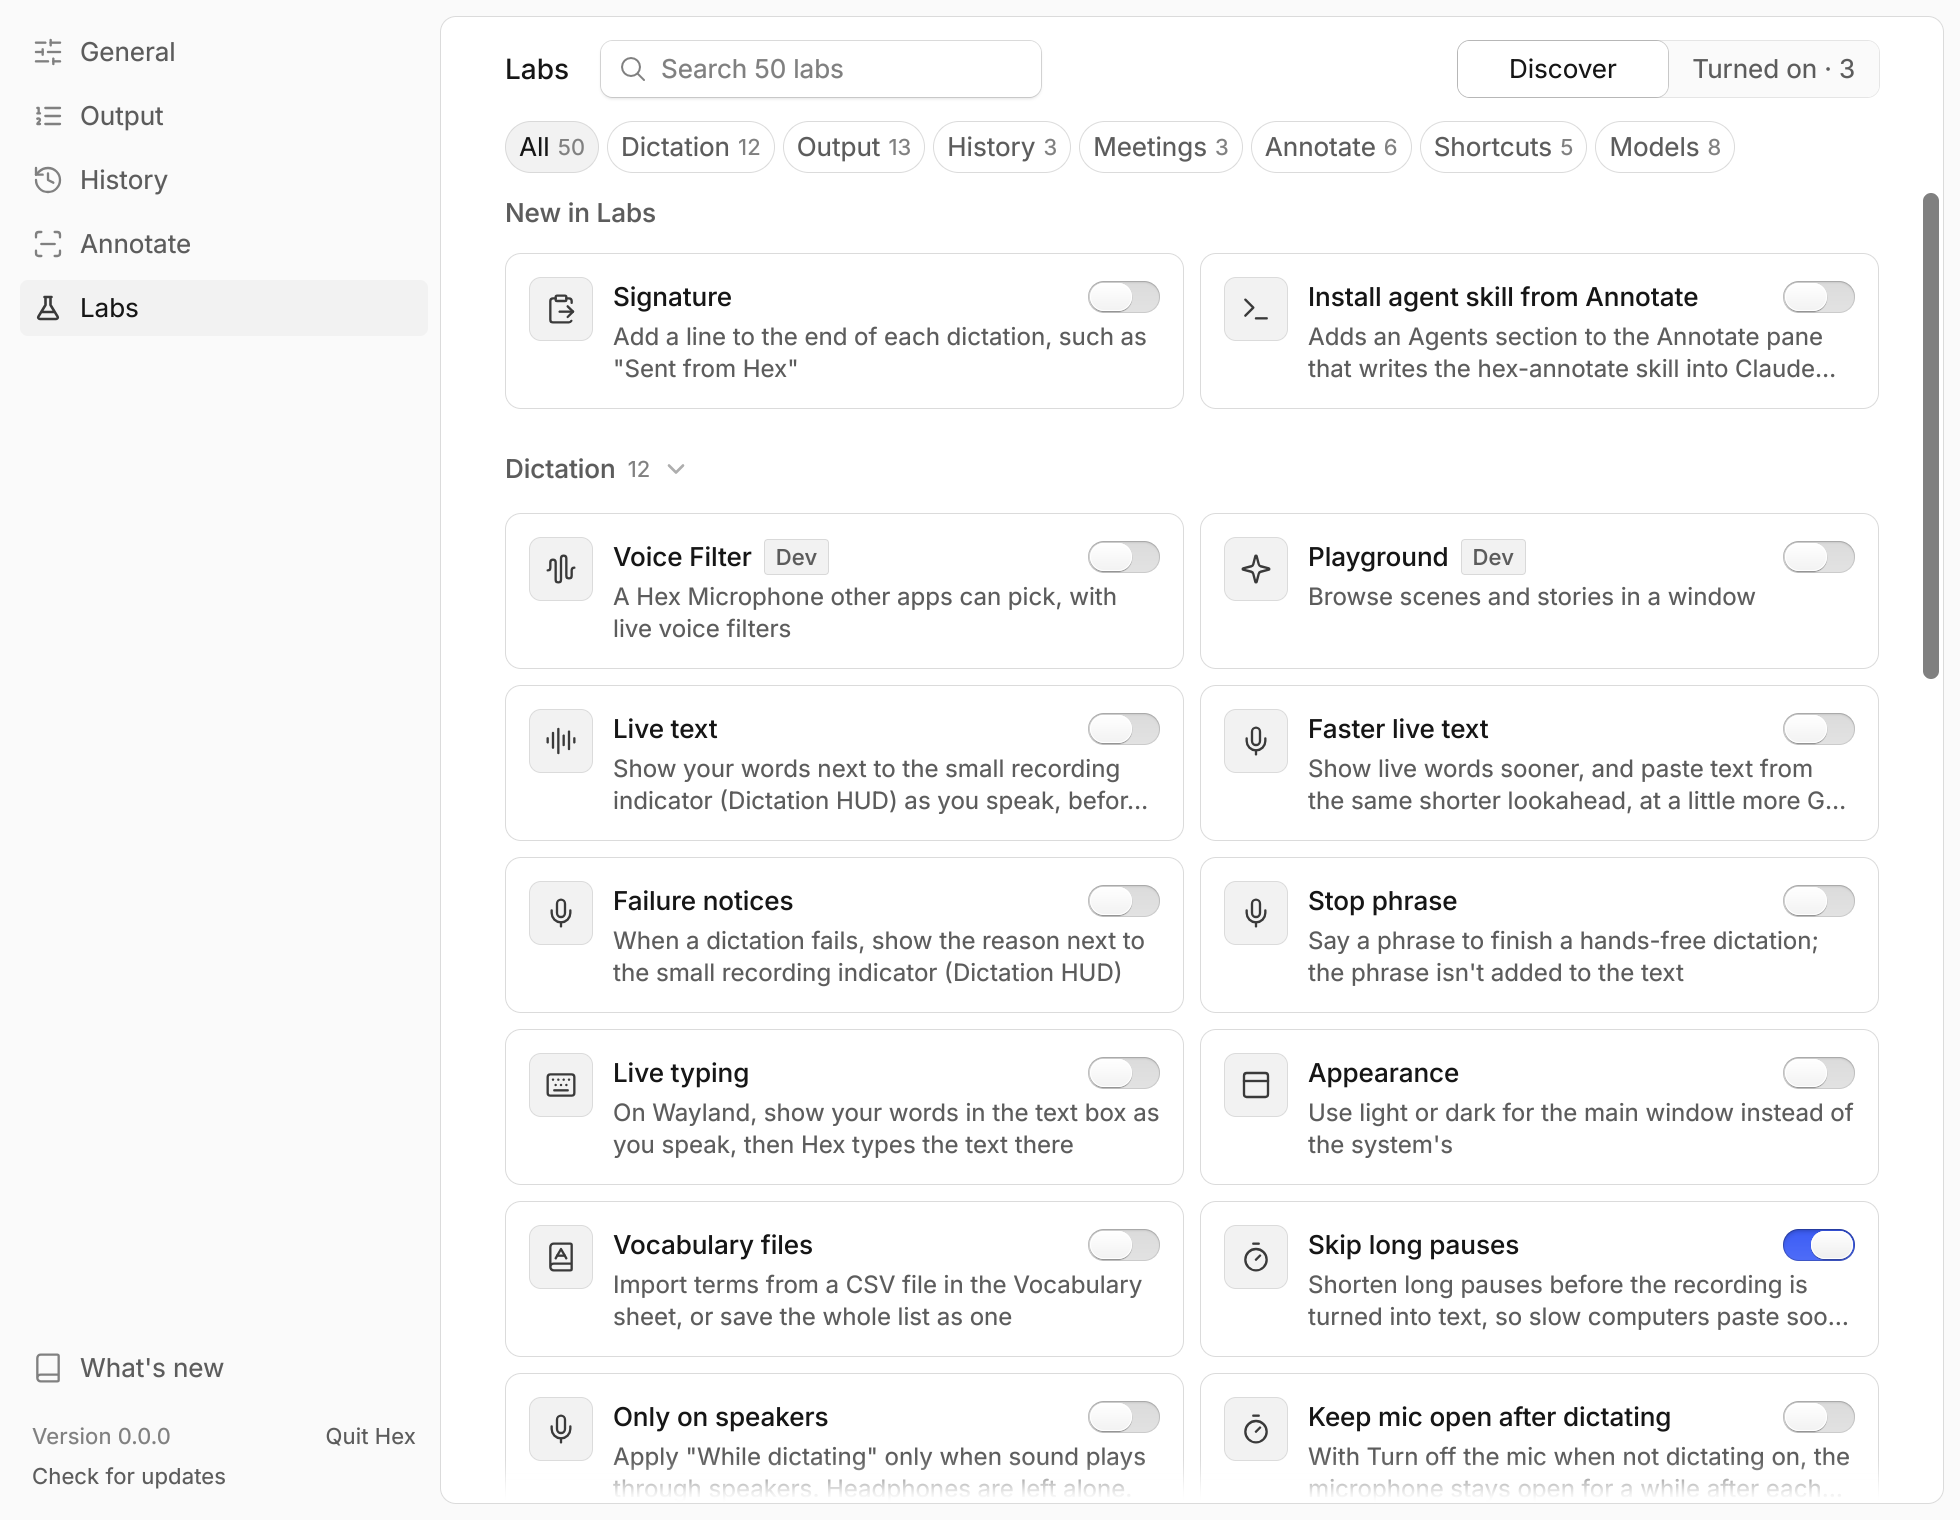 General
Output
History
Annotate
Labs
What's new
Version 0.0.0
Quit Hex
Check for updates
Labs
Search 50 labs
Discover
Turned on · 3
All 50
Dictation 12
Output 13
History 3
Meetings 3
Annotate 6
Shortcuts 5
Models 8
New in Labs
Signature
Add a line to the end of each dictation, such as
"Sent from Hex"
Install agent skill from Annotate
Adds an Agents section to the Annotate pane
that writes the hex-annotate skill into Claude...
Dictation 12
Voice Filter Dev
A Hex Microphone other apps can pick, with
live voice filters
Playground Dev
Browse scenes and stories in a window
Live text
Show your words next to the small recording
indicator (Dictation HUD) as you speak, befor...
Faster live text
Show live words sooner, and paste text from
the same shorter lookahead, at a little more G...
Failure notices
When a dictation fails, show the reason next to
the small recording indicator (Dictation HUD)
Stop phrase
Say a phrase to finish a hands-free dictation;
the phrase isn't added to the text
Live typing
On Wayland, show your words in the text box as
you speak, then Hex types the text there
Appearance
Use light or dark for the main window instead of
the system's
Vocabulary files
Import terms from a CSV file in the Vocabulary
sheet, or save the whole list as one
Skip long pauses
Shorten long pauses before the recording is
turned into text, so slow computers paste soo...
Only on speakers
Apply "While dictating" only when sound plays
through speakers. Headphones are left alone.
Keep mic open after dictating
With Turn off the mic when not dictating on, the
microphone stays open for a while after each...